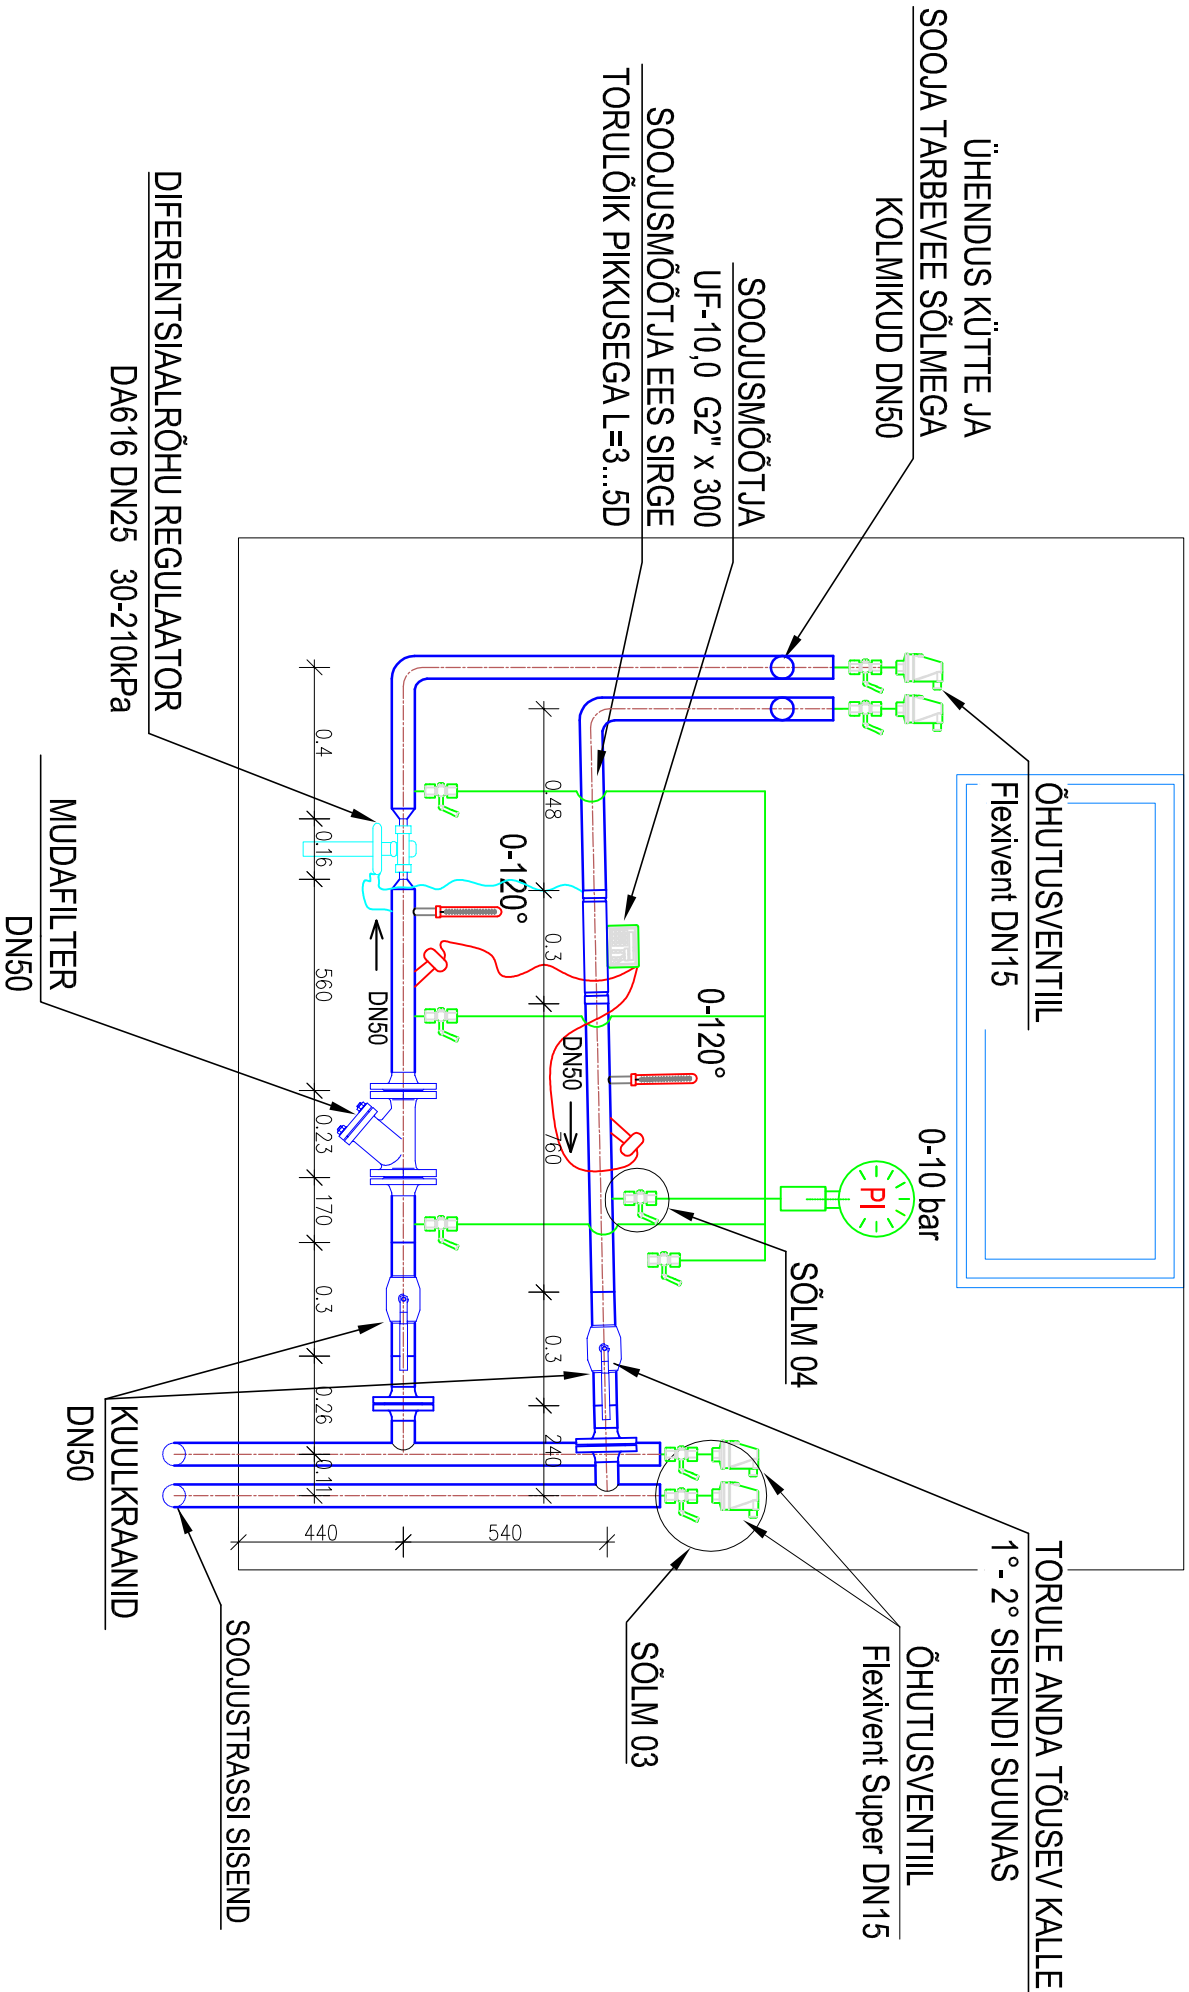 ÜHENDUS KÜTTE JA
SOOJA TARBEVEE SÕLMEGA
KOLMIKUD DN50
SOOJUSMÕÕTJA
UF-10,0 G2" x 300
SOOJUSMÕÕTJA EES SIRGE
TORULÕIK PIKKUSEGA L=3...5D
DIFERENTSIAALRÕHU REGULAATOR
DA616 DN25 30-210kPa
MUDAFILTER
DN50
ÕHUTUSVENTIIL
Flexivent DN15
0-10 bar
PI
0-120°
0-120°
SÕLM 04
DN50
DN50
0.48
0.3
760
0.3
240
0.4
0.16
560
0.23
170
0.3
0.26
0.11
540
440
TORULE ANDA TÕUSEV KALLE
1°- 2° SISENDI SUUNAS
ÕHUTUSVENTIIL
Flexivent Super DN15
SÕLM 03
SOOJUSTRASSI SISEND
KUULKRAANID
DN50